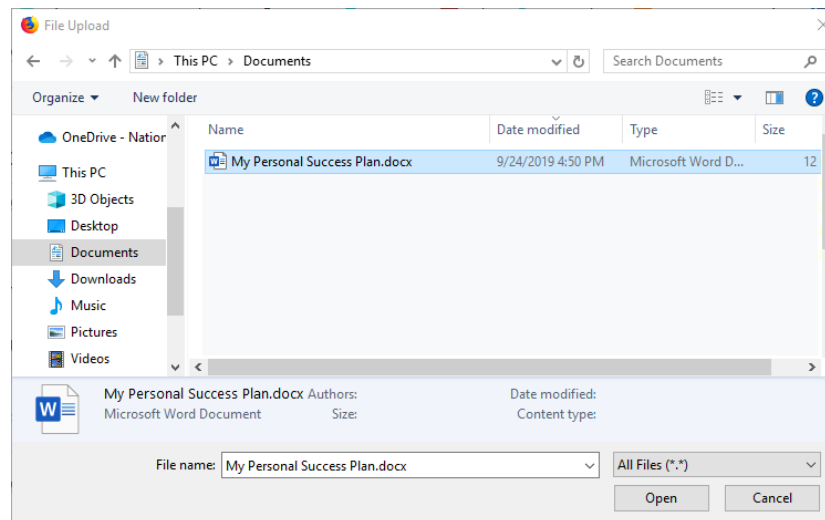 File Upload
This PC > Documents
Search Documents
Organize
New folder
OneDrive - Nation
Name
Date modified
Type
Size
My Personal Success Plan.docx
9/24/2019 4:50 PM
Microsoft Word D...
12
This PC
3D Objects
Desktop
Documents
Downloads
Music
Pictures
Videos
My Personal Success Plan.docx Authors:
Date modified:
Microsoft Word Document
Size:
Content type:
File name: My Personal Success Plan.docx
All Files (*.*)
Open
Cancel